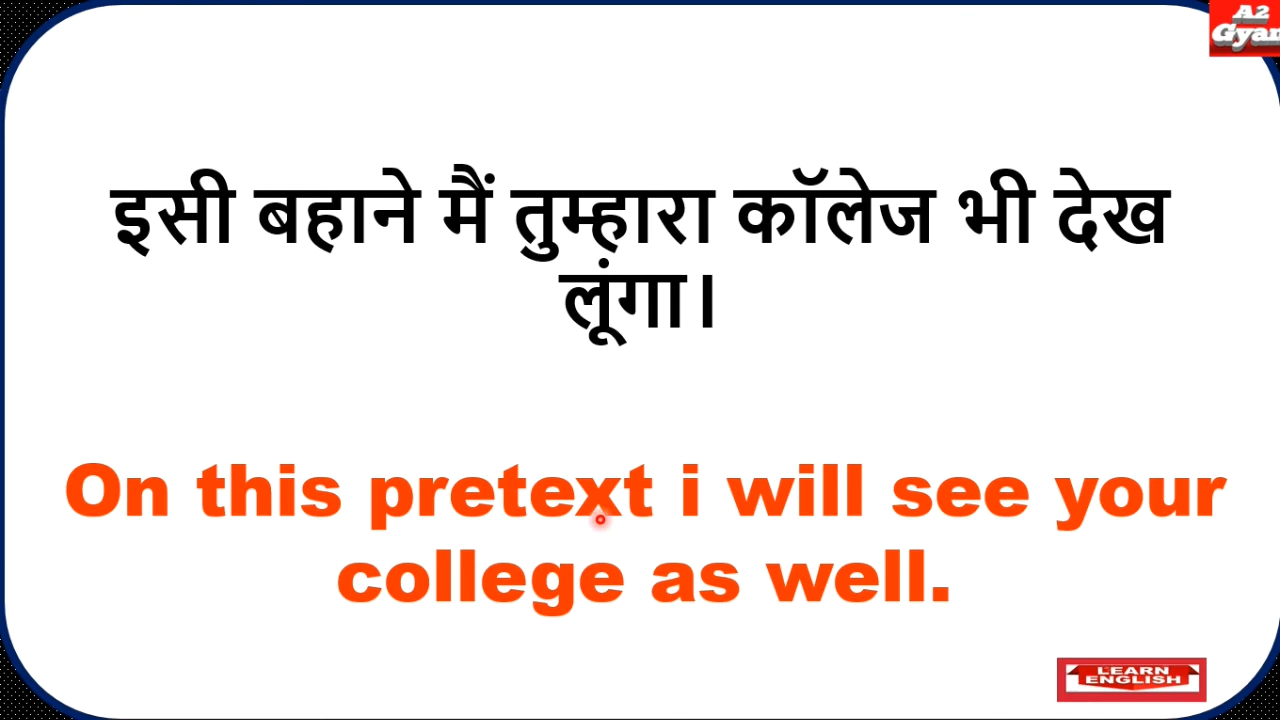 A2
Gyan
इसी बहाने मैं तुम्हारा कॉलेज भी देख
लूंगा।
On this pretext i will see your
college as well.
LEARN
ENGLISH